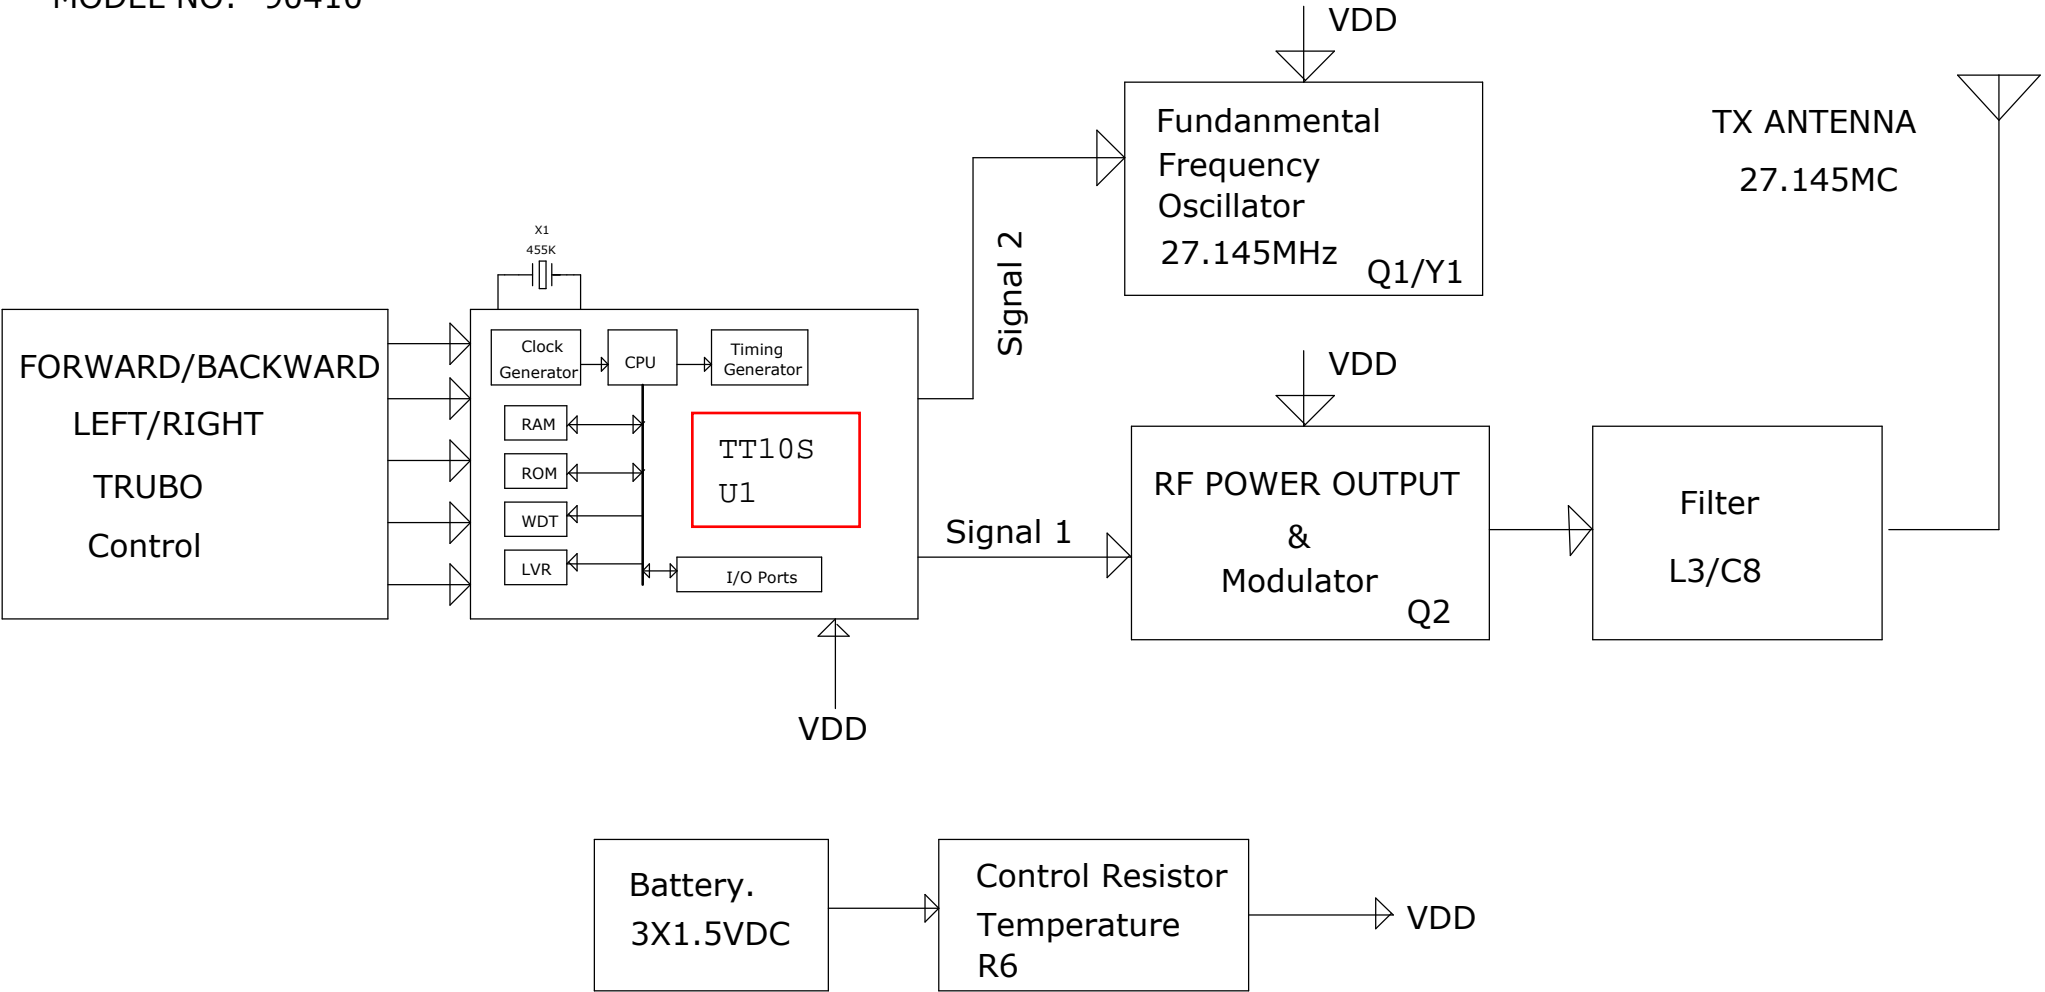 VDD
Fundanmental
Frequency
Oscillator
27.145MHz
Q1/Y1
TX ANTENNA
27.145MC
Signal 2
X1
455K
FORWARD/BACKWARD
LEFT/RIGHT
TRUBO
Control
Clock
Generator
CPU
Timing
Generator
RAM
ROM
WDT
LVR
TT10S
U1
I/O Ports
VDD
Signal 1
VDD
RF POWER OUTPUT
&
Modulator
Q2
Filter
L3/C8
Battery.
3X1.5VDC
Control Resistor
Temperature
R6
VDD